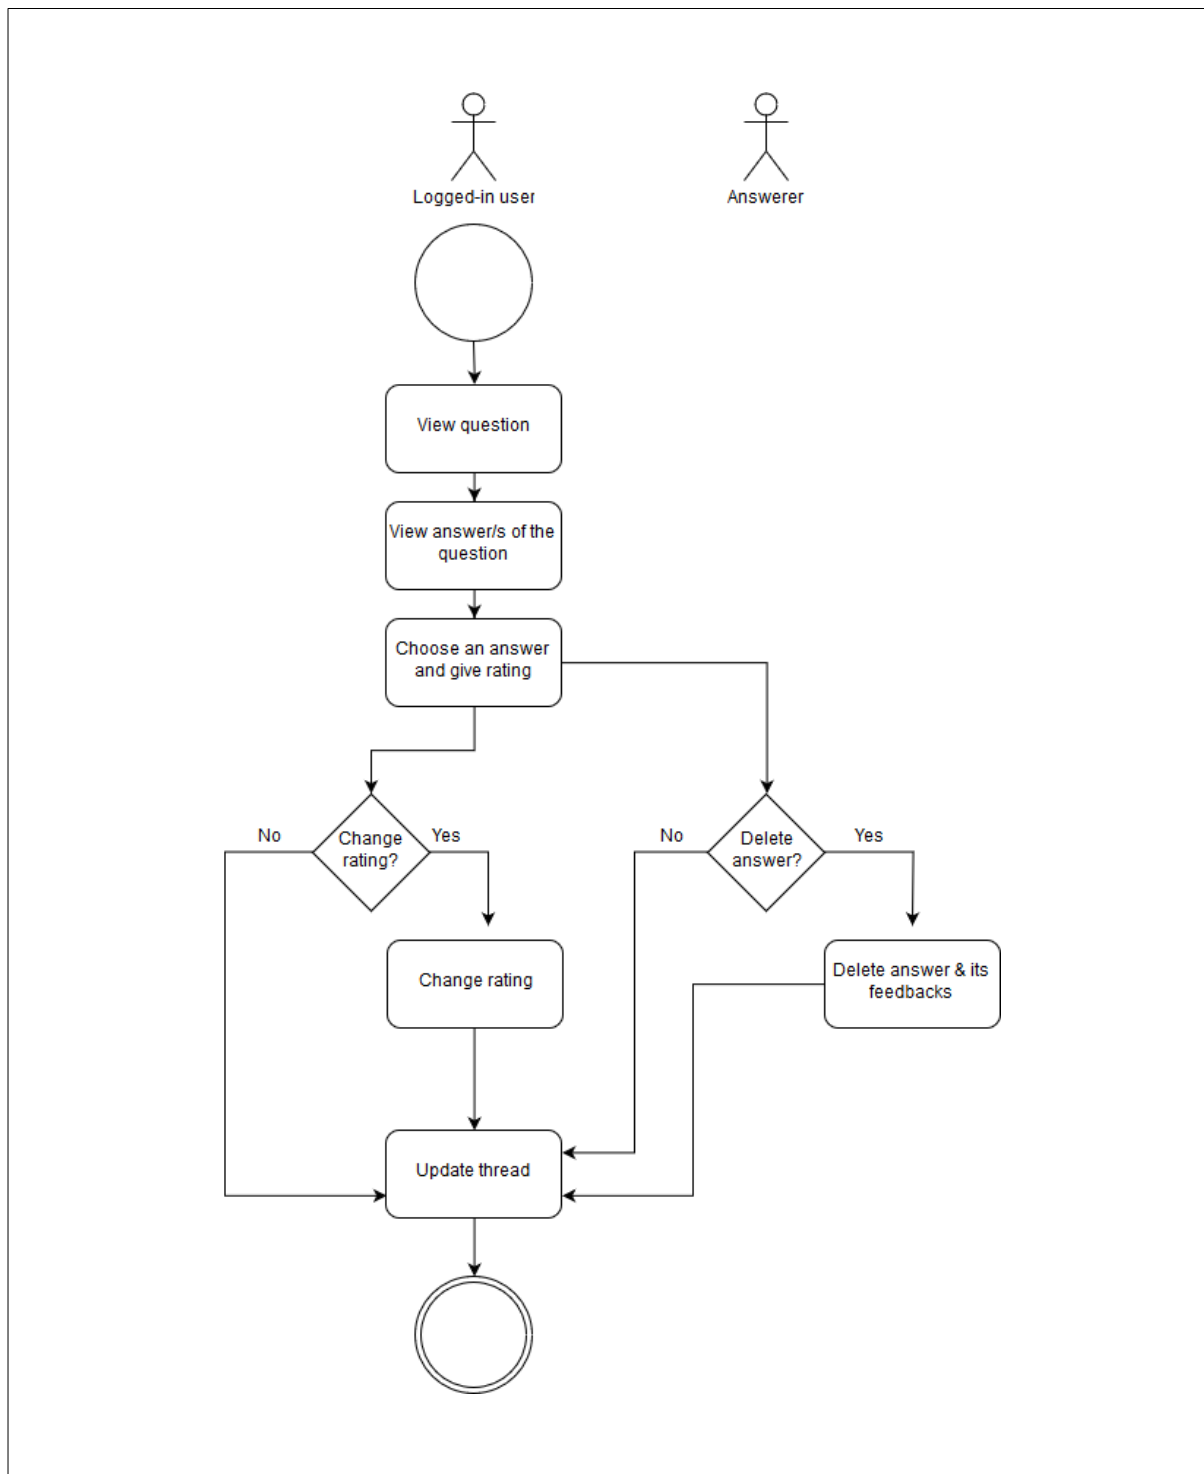 Logged-in user
Answerer
View question
View answer/s of the
question
Choose an answer
and give rating
No
Change
rating?
Yes
No
Delete
answer?
Yes
Change rating
Delete answer & its
feedbacks
Update thread